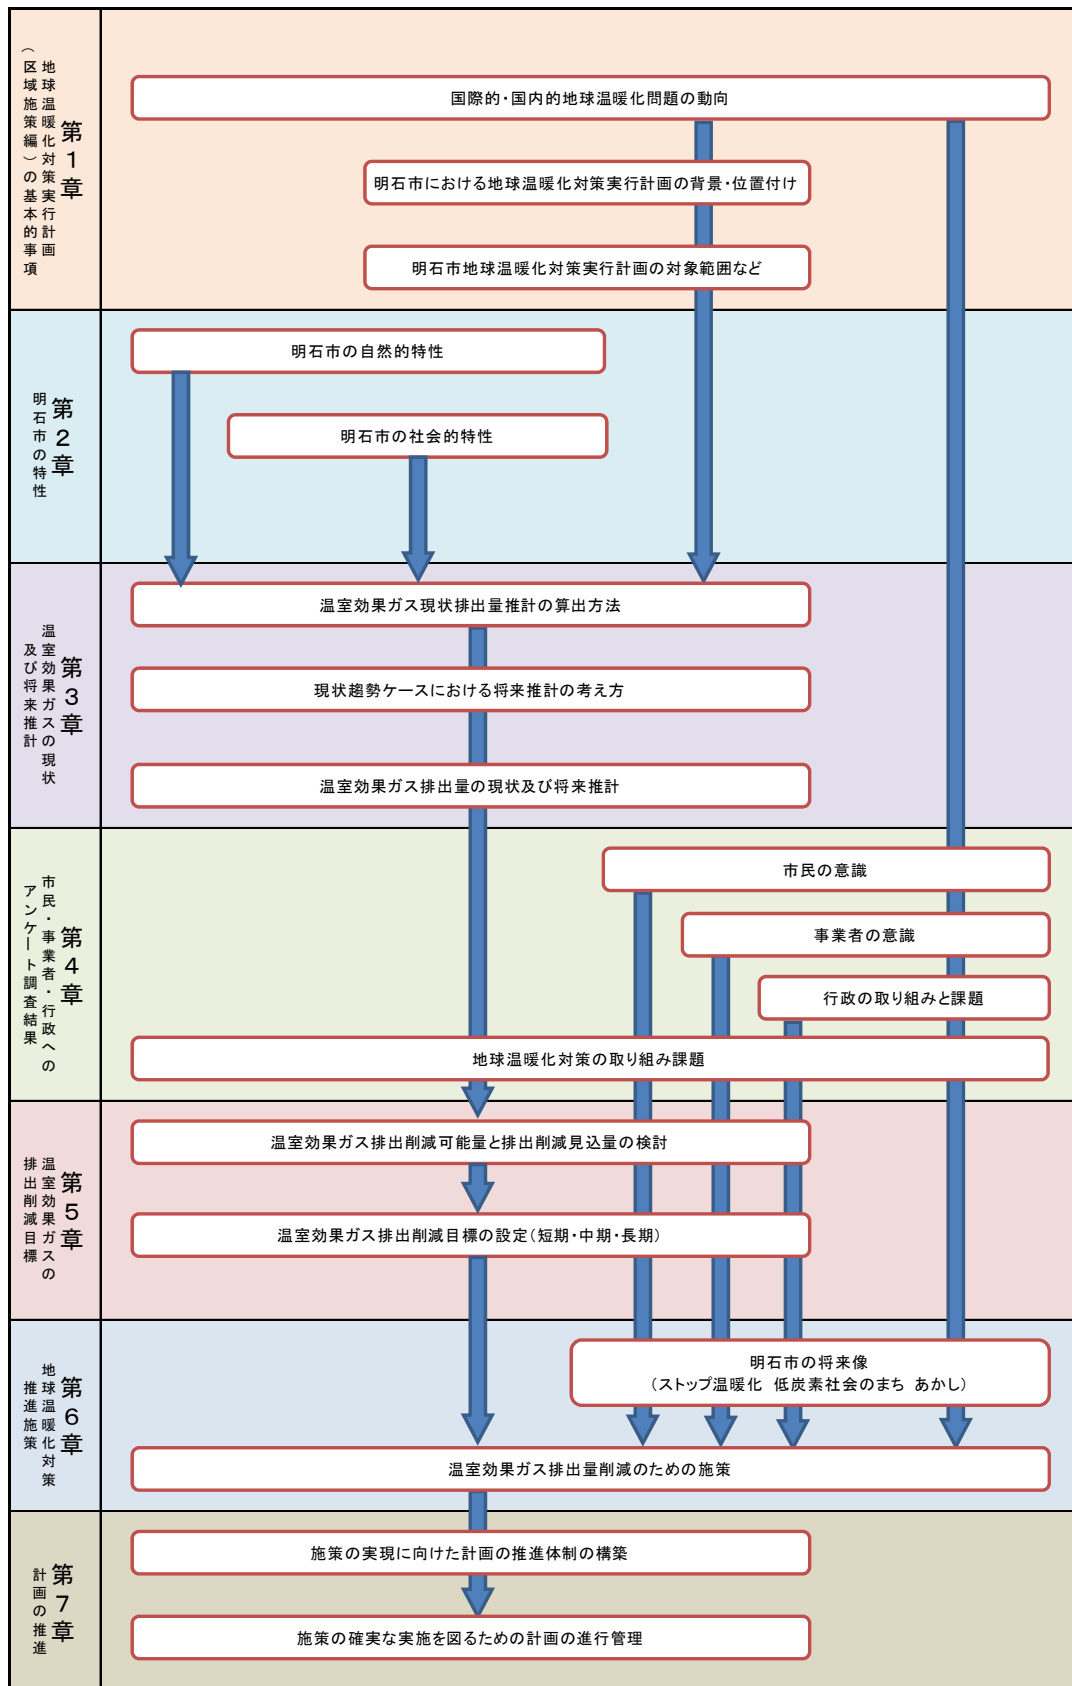 第1章
地球温暖化対策実行計画
（区域施策編）の基本的事項
国際的・国内的地球温暖化問題の動向
明石市における地球温暖化対策実行計画の背景・位置付け
明石市地球温暖化対策実行計画の対象範囲など
第2章
明石市の特性
明石市の自然的特性
明石市の社会的特性
第3章
温室効果ガスの現状
及び将来推計
温室効果ガス現状排出量推計の算出方法
現状趨勢ケースにおける将来推計の考え方
温室効果ガス排出量の現状及び将来推計
第4章
市民・事業者・行政への
アンケート調査結果
市民の意識
事業者の意識
行政の取り組みと課題
地球温暖化対策の取り組み課題
第5章
温室効果ガスの
排出削減目標
温室効果ガス排出削減可能量と排出削減見込量の検討
温室効果ガス排出削減目標の設定（短期・中期・長期）
第6章
地球温暖化対策
推進施策
明石市の将来像
（ストップ温暖化 低炭素社会のまち あかし）
温室効果ガス排出量削減のための施策
第7章
計画の推進
施策の実現に向けた計画の推進体制の構築
施策の確実な実施を図るための計画の進行管理